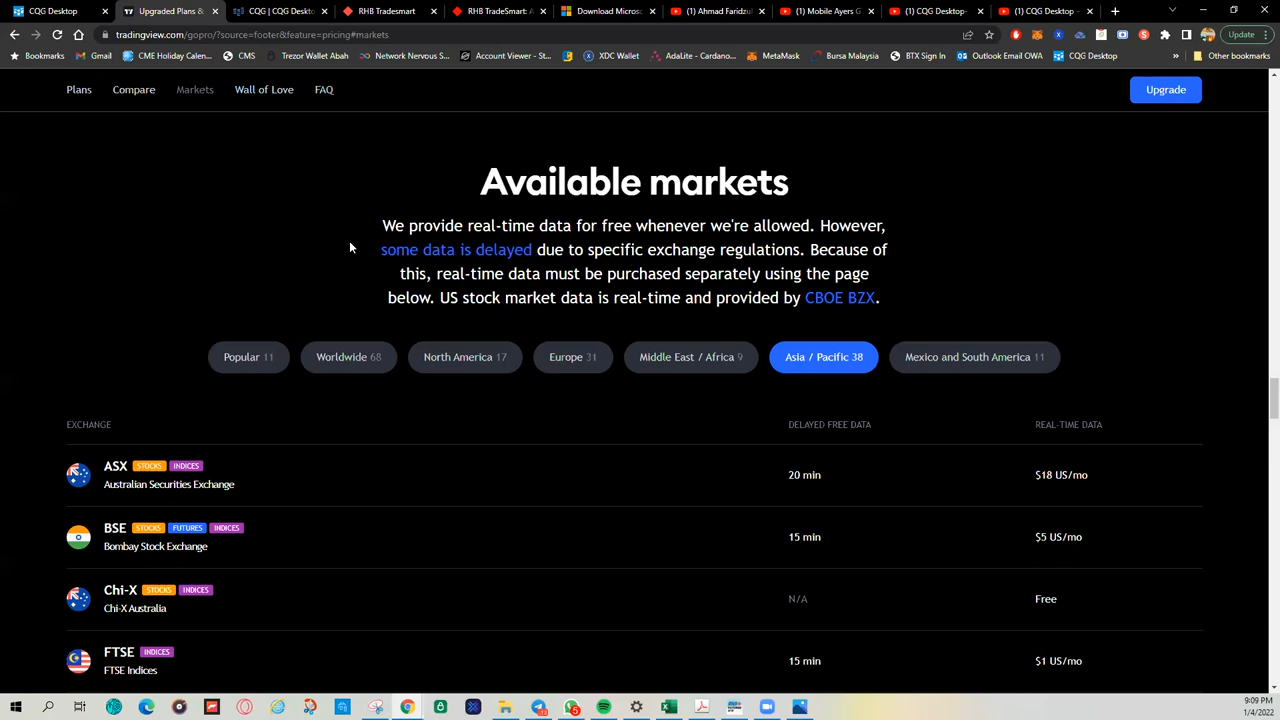 CQG Desktop
Upgraded Plans &
CQG | CQG Deskto
RHB Tradesmart
RHB TradeSmart A
Download Micros
(1) Ahmad Faridzul
(1) Mobile Ayers G
(1) CQG Desktop-
(1) CQG Desktop -
tradingview.com/gopro/?source=footer&feature=pricing#markets
Update
Bookmarks
Gmail
CME Holiday Calen...
CMS
Trezor Wallet Abah
Network Nervous S...
Account Viewer - St...
XDC Wallet
AdaLite - Cardano...
MetaMask
Bursa Malaysia
BTX Sign In
Outlook Email OWA
CQG Desktop
»
Other bookmarks
Plans
Compare
Markets
Wall of Love
FAQ
Upgrade
Available markets
We provide real-time data for free whenever we're allowed. However,
some data is delayed due to specific exchange regulations. Because of
this, real-time data must be purchased separately using the page
below. US stock market data is real-time and provided by CBOE BZX.
Popular 11
Worldwide 68
North America 17
Europe 31
Middle East / Africa 9
Asia / Pacific 38
Mexico and South America 11
EXCHANGE
DELAYED FREE DATA
REAL-TIME DATA
ASX STOCKS INDICES
Australian Securities Exchange
20 min
$18 US/mo
BSE STOCKS FUTURES INDICES
Bombay Stock Exchange
15 min
$5 US/mo
Chi-X STOCKS INDICES
Chi-X Australia
N/A
Free
FTSE INDICES
FTSE Indices
15 min
$1 US/mo
9:09 PM
1/4/2022